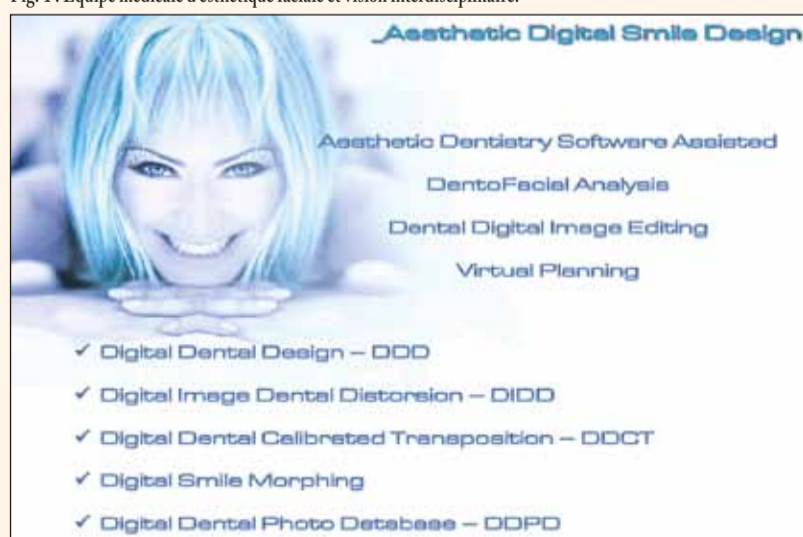 Fig. 1 : Équipe médicale d'esthétique faciale et vision interdisciplinaire.
_Aesthetic Digital Smile Design
Aesthetic Dentistry Software Assisted
DentoFacial Analysis
Dental Digital Image Editing
Virtual Planning
✓ Digital Dental Design – DDD
✓ Digital Image Dental Distorsion – DIDD
✓ Digital Dental Calibrated Transposition – DDCT
✓ Digital Smile Morphing
✓ Digital Dental Photo Database – DDPD